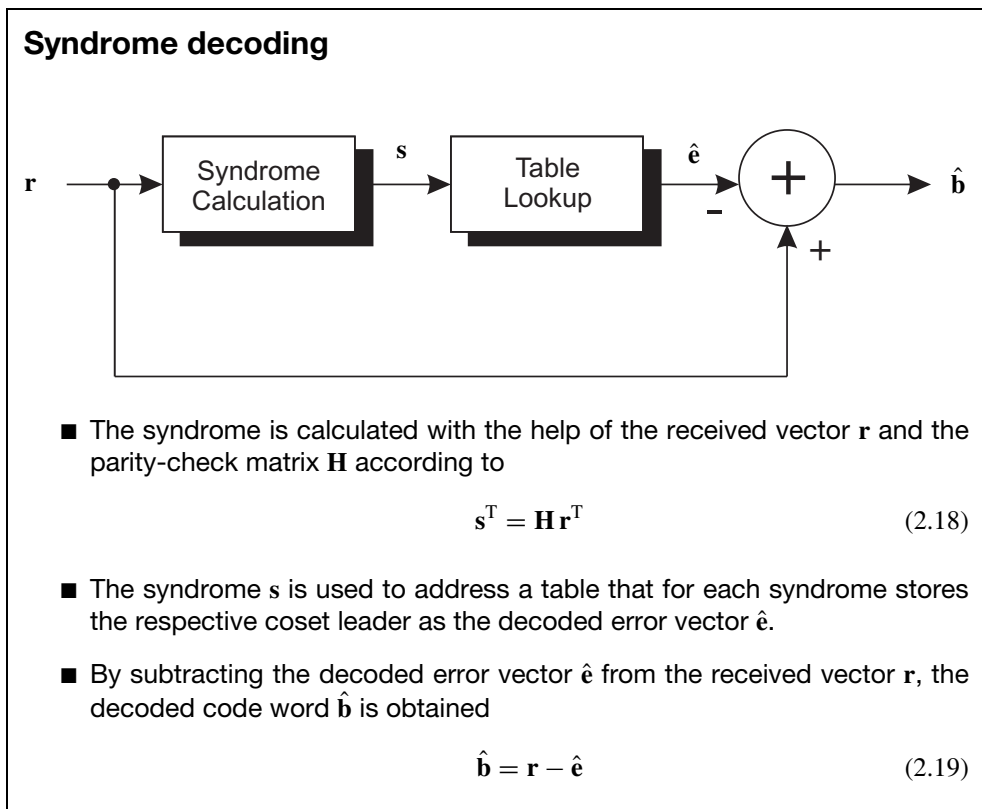 Syndrome decoding
r
Syndrome
Calculation
s
Table
Lookup
ê
−
+
+
b̂
■ The syndrome is calculated with the help of the received vector r and the
parity-check matrix H according to
sᵀ = H rᵀ (2.18)
■ The syndrome s is used to address a table that for each syndrome stores
the respective coset leader as the decoded error vector ê.
■ By subtracting the decoded error vector ê from the received vector r, the
decoded code word b̂ is obtained
b̂ = r − ê (2.19)